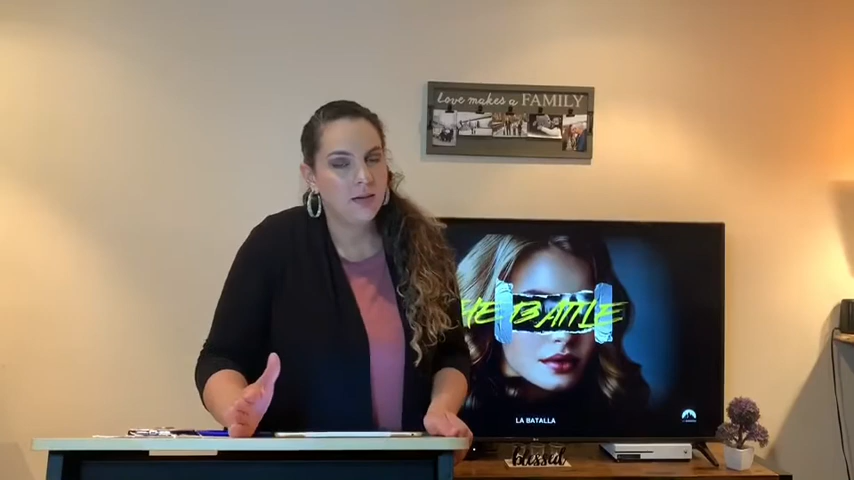 love makes a FAMILY
THE BATTLE
LA BATALLA
blessed